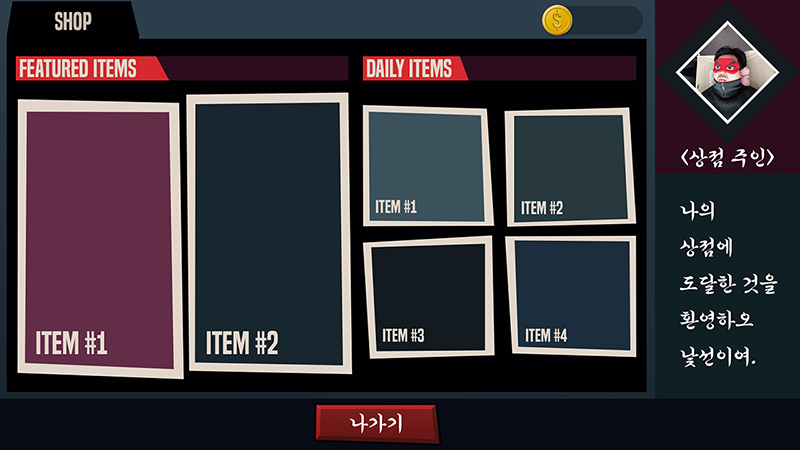 SHOP
$
FEATURED ITEMS
DAILY ITEMS
ITEM #1
ITEM #2
ITEM #1
ITEM #2
ITEM #3
ITEM #4
<상점 주인>
나의
상점에
도달한 것을
환영하오
낯선이여.
나가기